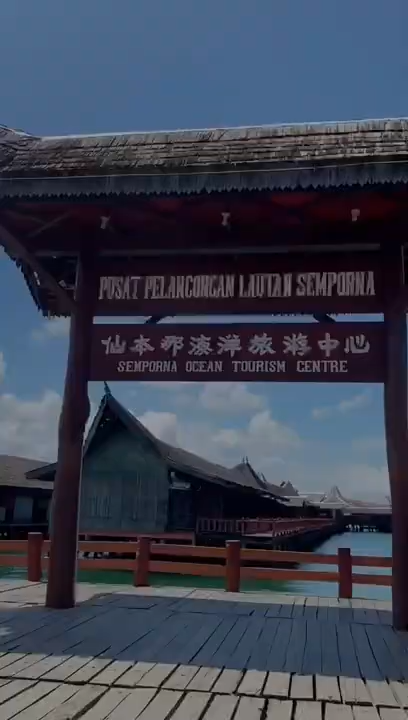 PUSAT PELANCONGAN LAUTAN SEMPORNA
仙本那海洋旅游中心
SEMPORNA OCEAN TOURISM CENTRE